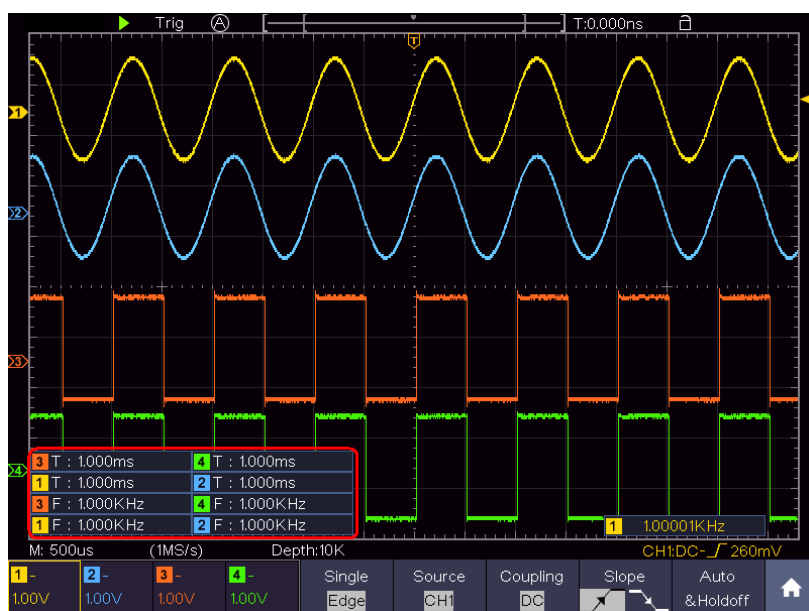 Trig A T:0.000ns
T
1
2
3
4
3 T : 1.000ms 4 T : 1.000ms
1 T : 1.000ms 2 T : 1.000ms
3 F : 1.000KHz 4 F : 1.000KHz
1 F : 1.000KHz 2 F : 1.000KHz
1 1.00001KHz
M: 500us (1MS/s) Depth:10K CH1:DC- 260mV
1 - 2 - 3 - 4 - Single Source Coupling Slope Auto
1.00V 1.00V 1.00V 1.00V Edge CH1 DC &Holdoff